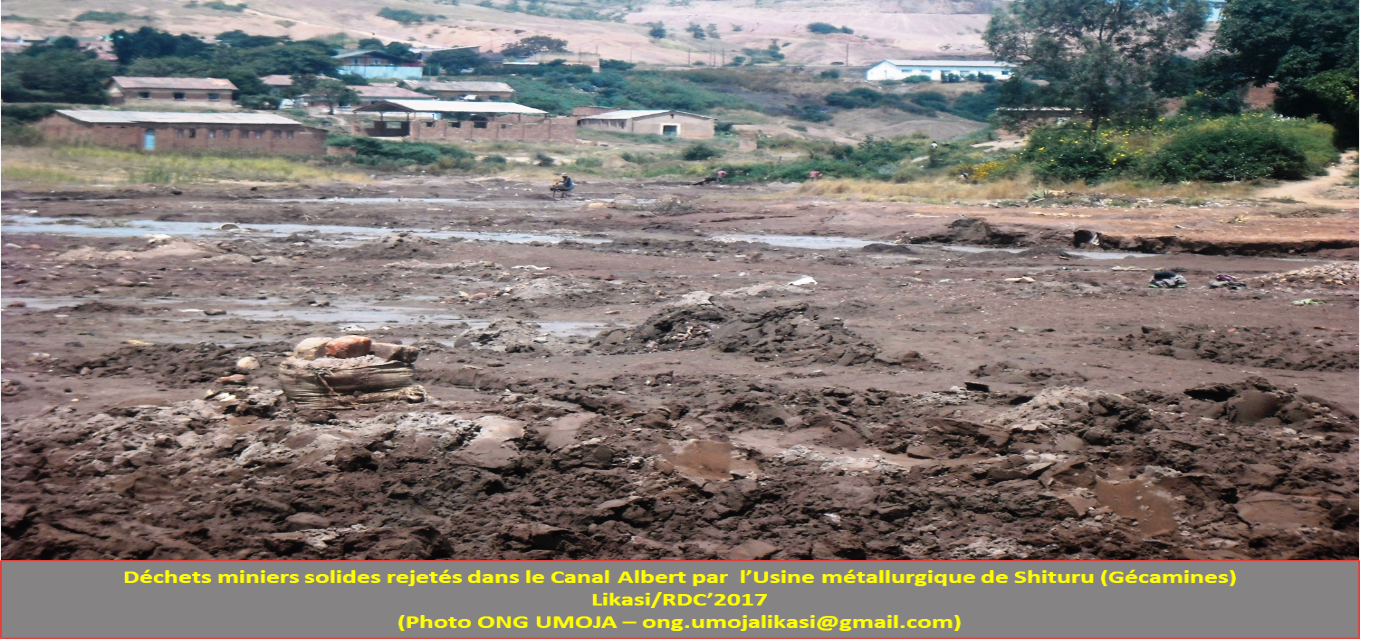 Déchets miniers solides rejetés dans le Canal Albert par l’Usine métallurgique de Shituru (Gécamines)
Likasi/RDC’2017
(Photo ONG UMOJA – ong.umojalikasi@gmail.com)